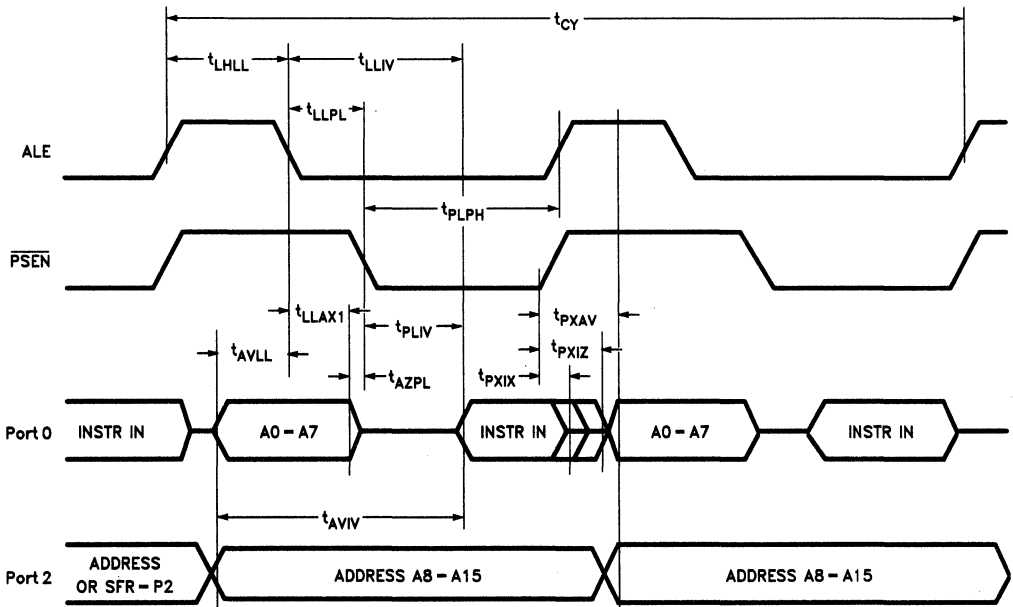 tCY
tLHLL
tLLIV
tLLPL
ALE
tPLPH
PSEN
tLLAX1
tPLIV
tPXAV
tAVLL
tAZPL
tPXIZ
tPXIX
Port 0
INSTR IN
A0-A7
INSTR IN
A0-A7
INSTR IN
tAVIV
Port 2
ADDRESS
OR SFR-P2
ADDRESS A8-A15
ADDRESS A8-A15